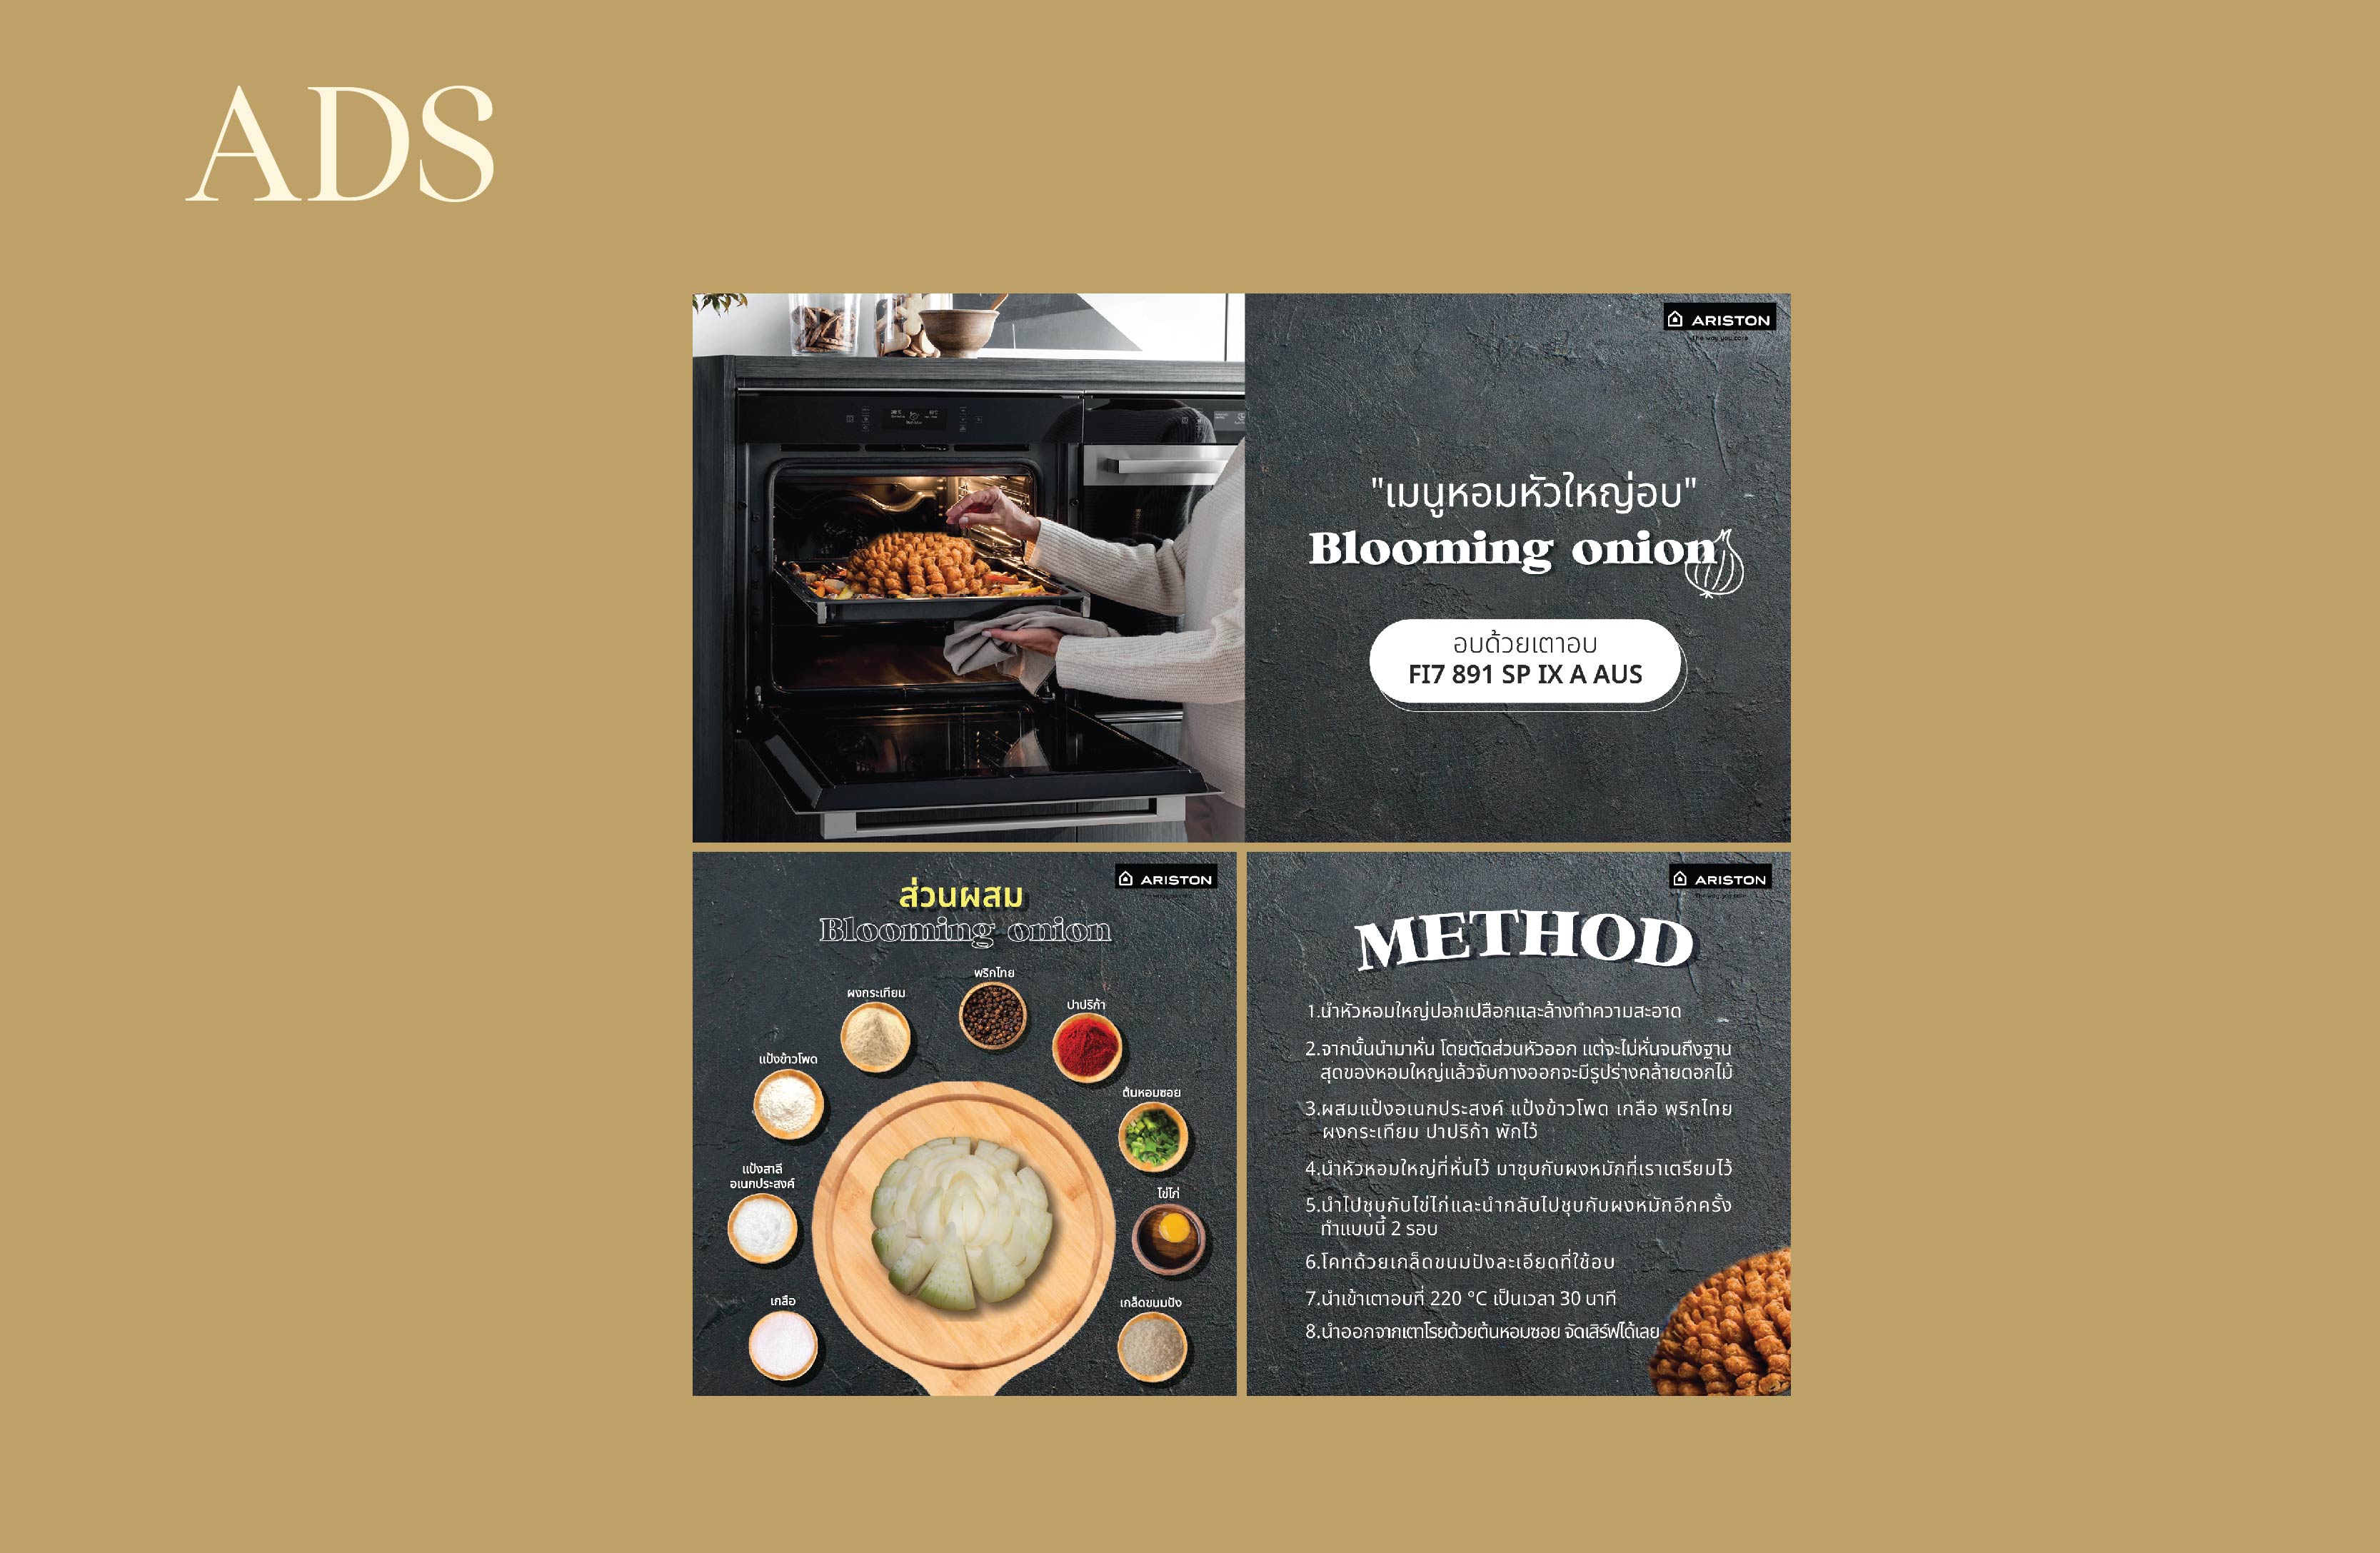 ADS
ARISTON
The way you care
"เมนูหอมหัวใหญ่อบ"
Blooming onion
อบด้วยเตาอบ
FI7 891 SP IX A AUS
ARISTON
ส่วนผสม
Blooming onion
พริกไทย
ผงกระเทียม
ปาปริก้า
แป้งข้าวโพด
ต้นหอมซอย
แป้งสาลี
อเนกประสงค์
ไข่ไก่
เกลือ
เกล็ดขนมปัง
ARISTON
The way you care
METHOD
1.นำหัวหอมใหญ่ปอกเปลือกและล้างทำความสะอาด
2.จากนั้นนำมาหั่น โดยตัดส่วนหัวออก แต่จะไม่หั่นจนถึงฐาน
สุดของหอมใหญ่แล้วจับกางออกจะมีรูปร่างคล้ายดอกไม้
3.ผสมแป้งอเนกประสงค์ แป้งข้าวโพด เกลือ พริกไทย
ผงกระเทียม ปาปริก้า พักไว้
4.นำหัวหอมใหญ่ที่หั่นไว้ มาชุบกับผงหมักที่เราเตรียมไว้
5.นำไปชุบกับไข่ไก่และนำกลับไปชุบกับผงหมักอีกครั้ง
ทำแบบนี้ 2 รอบ
6.โคทด้วยเกล็ดขนมปังละเอียดที่ใช้อบ
7.นำเข้าเตาอบที่ 220 °C เป็นเวลา 30 นาที
8.นำออกจากเตาโรยด้วยต้นหอมซอย จัดเสิร์ฟได้เลย